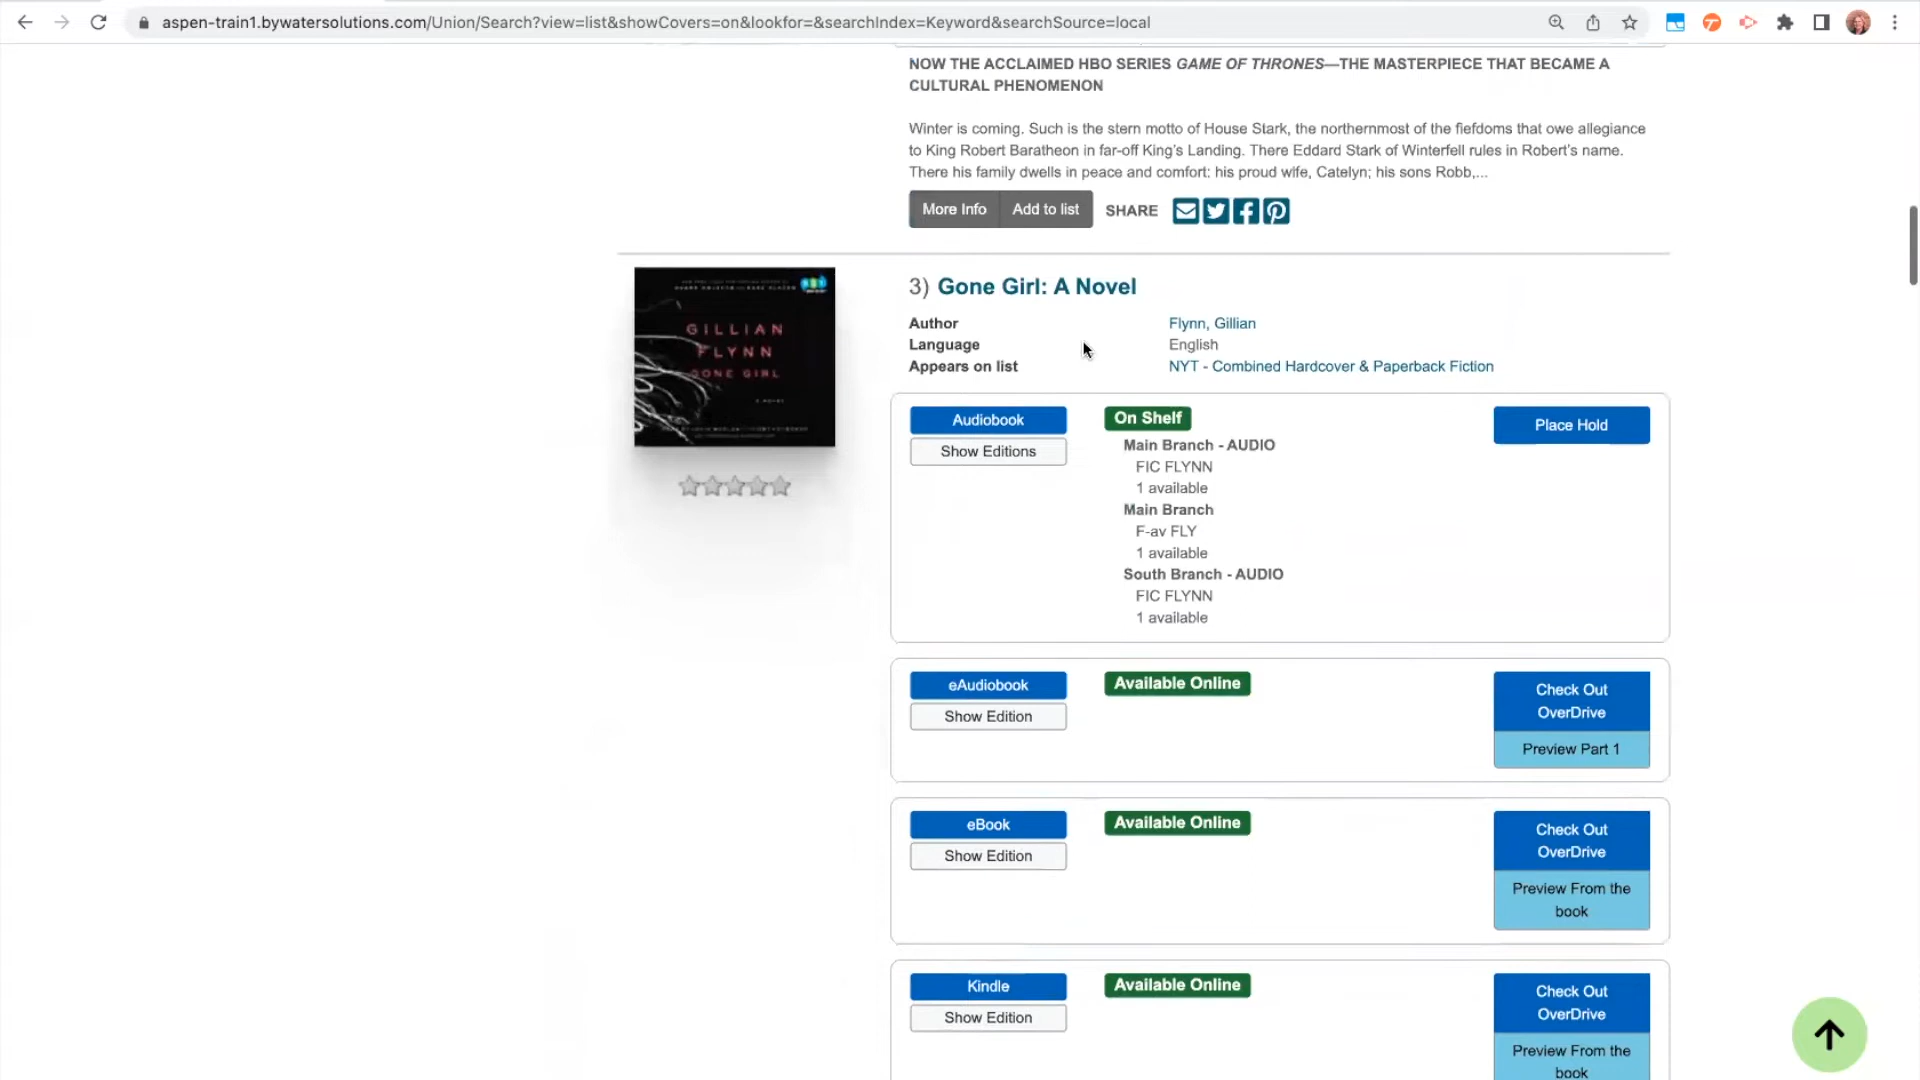 aspen-train1.bywatersolutions.com/Union/Search?view=list&showCovers=on&lookfor=&searchIndex=Keyword&searchSource=local
NOW THE ACCLAIMED HBO SERIES GAME OF THRONES—THE MASTERPIECE THAT BECAME A
CULTURAL PHENOMENON
Winter is coming. Such is the stern motto of House Stark, the northernmost of the fiefdoms that owe allegiance
to King Robert Baratheon in far-off King's Landing. There Eddard Stark of Winterfell rules in Robert's name.
There his family dwells in peace and comfort: his proud wife, Catelyn; his sons Robb,...
More Info Add to list SHARE
GILLIAN
FLYNN
GONE GIRL
3) Gone Girl: A Novel
Author Flynn, Gillian
Language English
Appears on list NYT - Combined Hardcover & Paperback Fiction
Audiobook On Shelf Place Hold
Show Editions
Main Branch - AUDIO
FIC FLYNN
1 available
Main Branch
F-av FLY
1 available
South Branch - AUDIO
FIC FLYNN
1 available
eAudiobook Available Online Check Out
OverDrive
Show Edition
Preview Part 1
eBook Available Online Check Out
OverDrive
Show Edition
Preview From the
book
Kindle Available Online Check Out
OverDrive
Show Edition
Preview From the
book